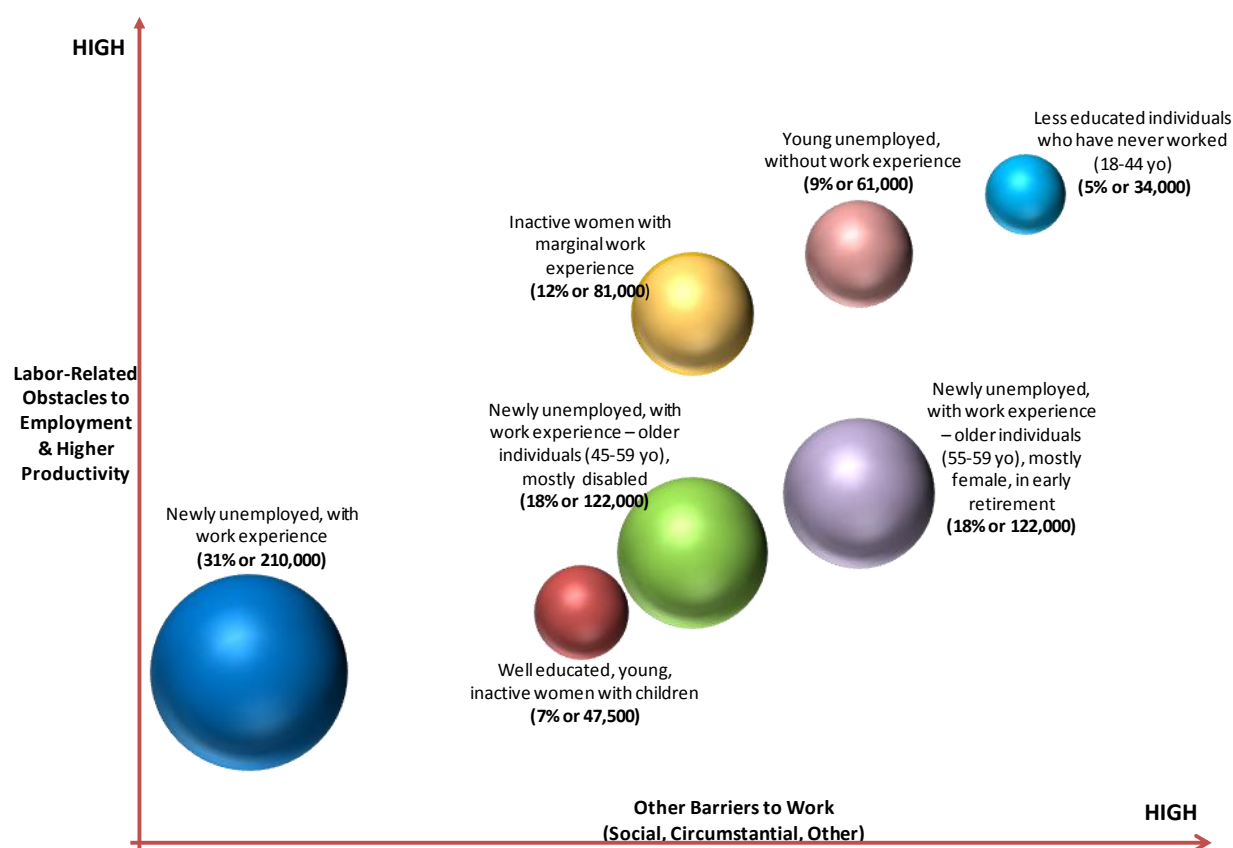 HIGH
Less educated individuals
who have never worked
(18-44 yo)
(5% or 34,000)
Young unemployed,
without work experience
(9% or 61,000)
Inactive women with
marginal work
experience
(12% or 81,000)
Labor-Related
Obstacles to
Employment
& Higher
Productivity
Newly unemployed, with
work experience – older
individuals (45-59 yo),
mostly disabled
(18% or 122,000)
Newly unemployed,
with work experience
– older individuals
(55-59 yo), mostly
female, in early
retirement
(18% or 122,000)
Newly unemployed, with
work experience
(31% or 210,000)
Well educated, young,
inactive women with children
(7% or 47,500)
Other Barriers to Work
(Social, Circumstantial, Other)
HIGH